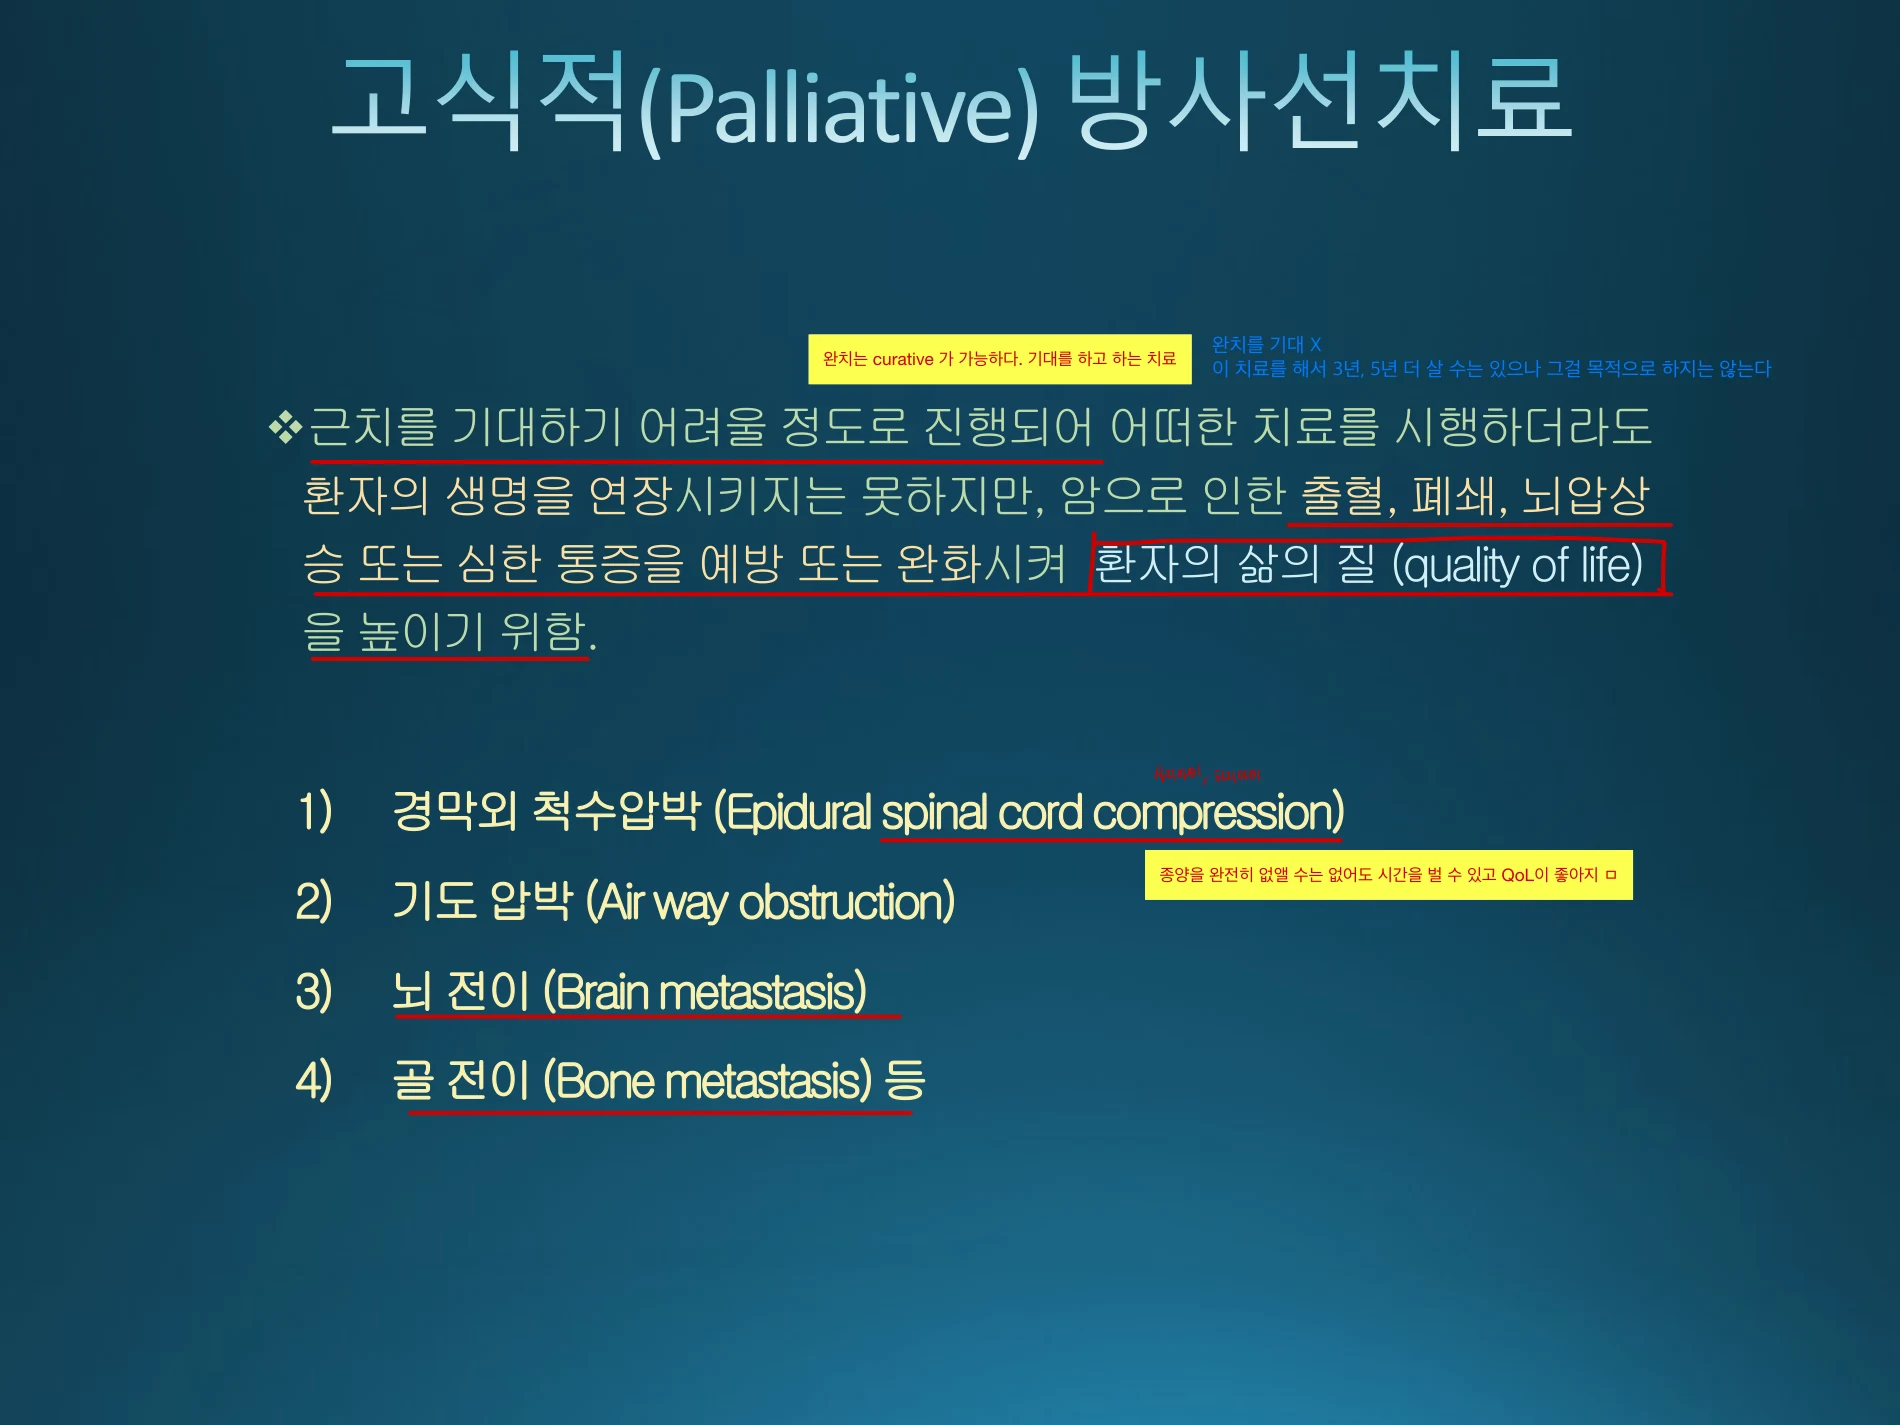 고식적(Palliative) 방사선치료
완치는 curative 가 가능하다. 기대를 하고 하는 치료
완치를 기대 X
이 치료를 해서 3년, 5년 더 살 수는 있으나 그걸 목적으로 하지는 않는다
❖근치를 기대하기 어려울 정도로 진행되어 어떠한 치료를 시행하더라도
환자의 생명을 연장시키지는 못하지만, 암으로 인한 출혈, 폐쇄, 뇌압상
승 또는 심한 통증을 예방 또는 완화시켜 환자의 삶의 질 (quality of life)
을 높이기 위함.
1) 경막외 척수압박 (Epidural spinal cord compression)
종양을 완전히 없앨 수는 없어도 시간을 벌 수 있고 QoL이 좋아지 ㅁ
2) 기도 압박 (Air way obstruction)
3) 뇌 전이 (Brain metastasis)
4) 골 전이 (Bone metastasis) 등